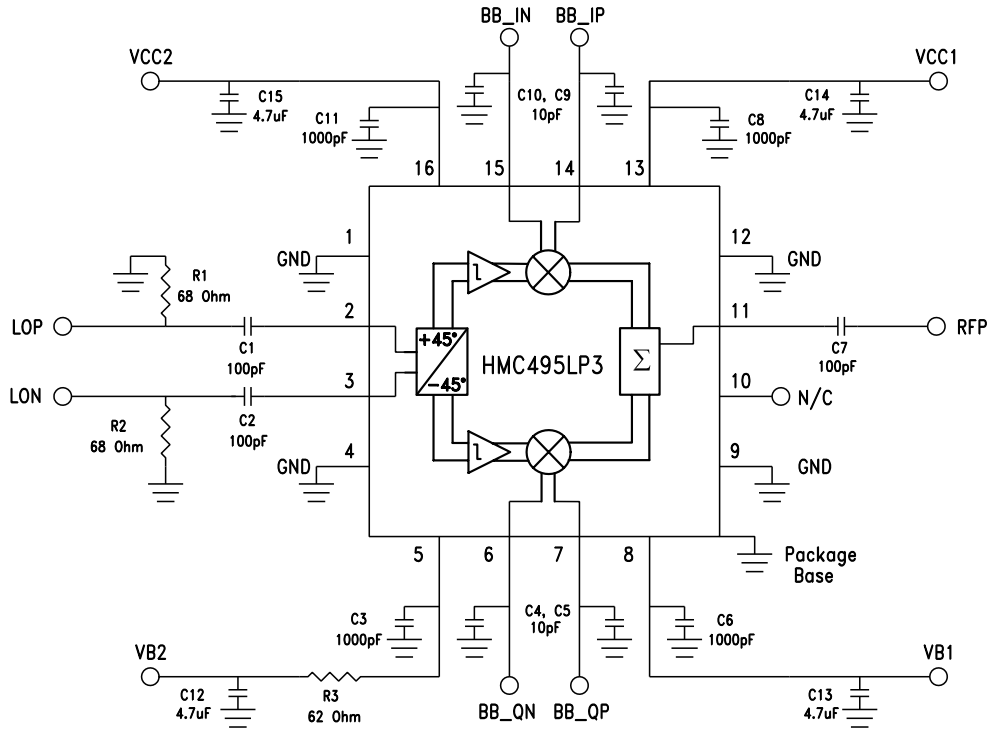 BB_IN BB_IP
VCC2
VCC1
C15
4.7uF
C11
1000pF
C10, C9
10pF
C14
4.7uF
C8
1000pF
16
15
14
13
1
GND
12
GND
R1
68 Ohm
LOP
C1
100pF
2
+45°
-45°
HMC495LP3
Σ
11
C7
100pF
RFP
LON
C2
100pF
3
10
N/C
R2
68 Ohm
GND
4
9
GND
5
6
7
8
Package
Base
C3
1000pF
C4, C5
10pF
C6
1000pF
VB2
VB1
C12
4.7uF
R3
62 Ohm
BB_QN BB_QP
C13
4.7uF